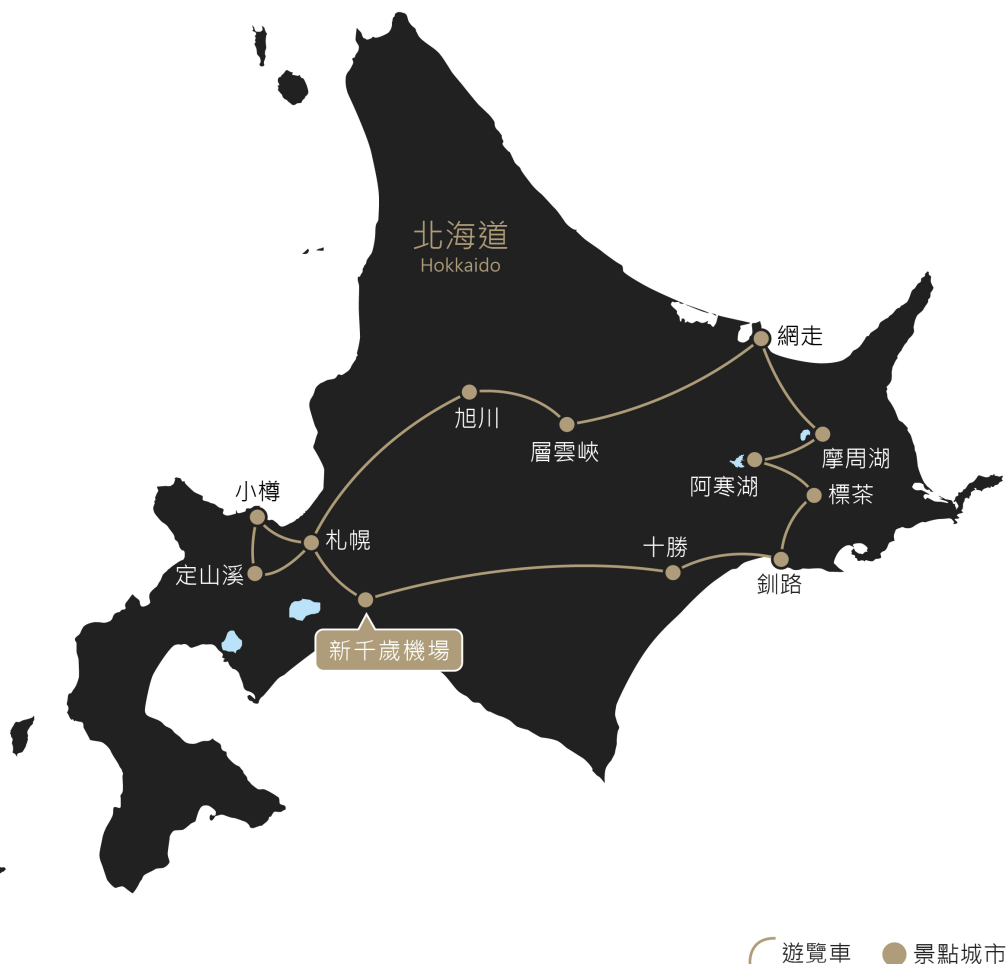 北海道
Hokkaido
網走
旭川
層雲峽
摩周湖
阿寒湖
標茶
小樽
札幌
十勝
定山溪
釧路
新千歲機場
遊覽車
景點城市